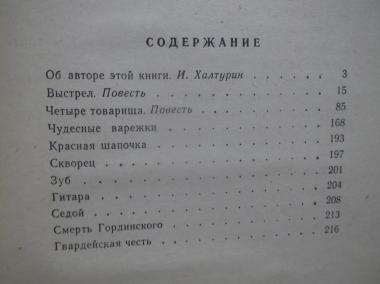 СОДЕРЖАНИЕ
Об авторе этой книги. И. Халтурин . . . . . . 3
Выстрел. Повесть . . . . . . . . . . 15
Четыре товарища. Повесть . . . . . . . . 85
Чудесные варежки . . . . . . . . . . 168
Красная шапочка . . . . . . . . . . 193
Скворец . . . . . . . . . . . . 197
Зуб . . . . . . . . . . . . . 201
Гитара . . . . . . . . . . . . 204
Седой . . . . . . . . . . . . 208
Смерть Гординского . . . . . . . . . 213
Гвардейская честь . . . . . . . . . 216